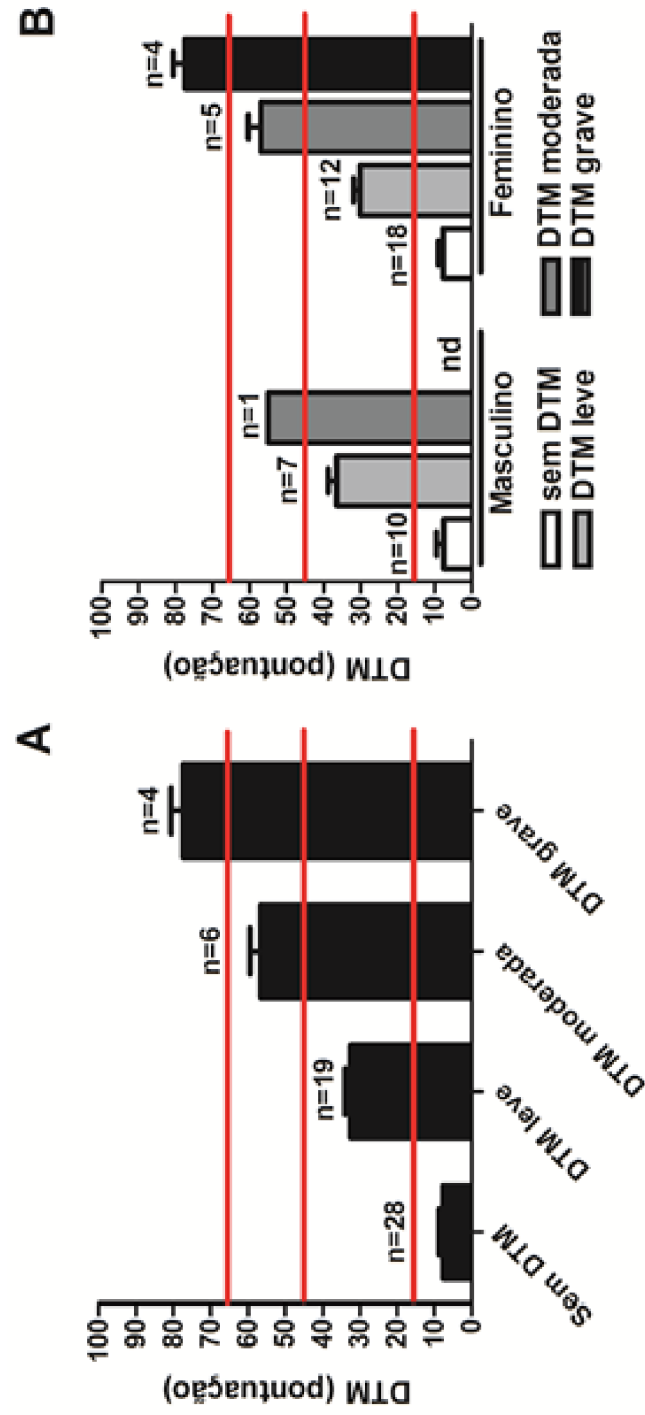 A
DTM (pontuação)
100
90
80
70
60
50
40
30
20
10
0
n=28
n=19
n=6
n=4
Sem DTM
DTM leve
DTM moderada
DTM grave
B
DTM (pontuação)
100
90
80
70
60
50
40
30
20
10
0
n=10
n=7
n=1
nd
n=18
n=12
n=5
n=4
Masculino
Feminino
sem DTM
DTM leve
DTM moderada
DTM grave